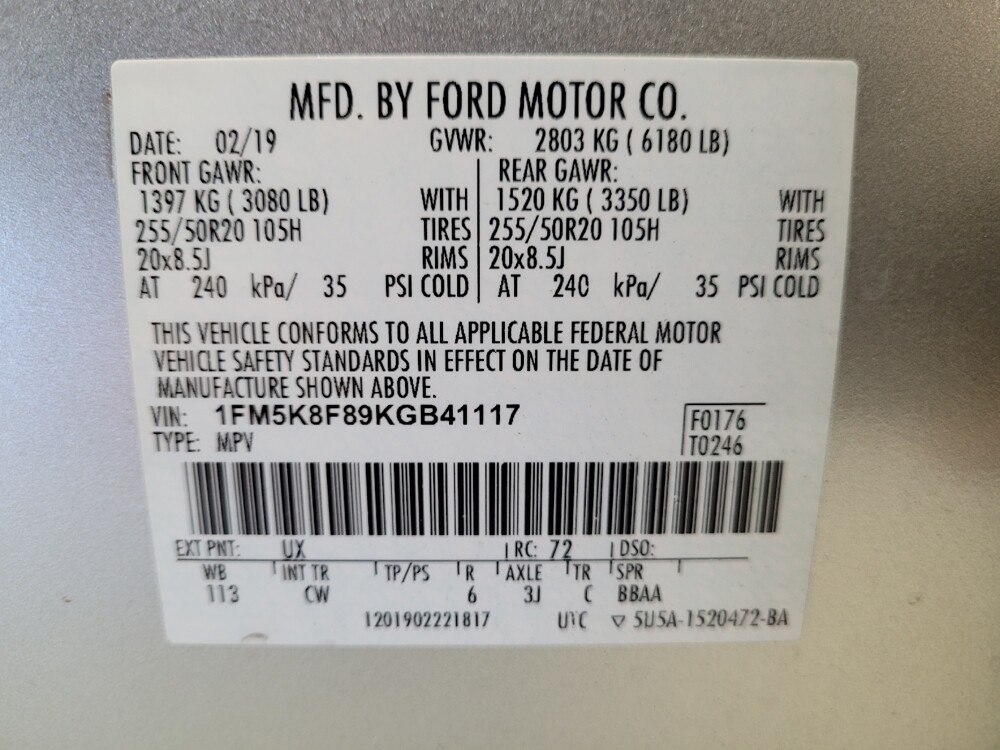 MFD. BY FORD MOTOR CO.
DATE: 02/19 GVWR: 2803 KG ( 6180 LB)
FRONT GAWR: REAR GAWR:
1397 KG ( 3080 LB) WITH 1520 KG ( 3350 LB) WITH
255/50R20 105H TIRES 255/50R20 105H TIRES
20x8.5J RIMS 20x8.5J RIMS
AT 240 kPa/ 35 PSI COLD AT 240 kPa/ 35 PSI COLD
THIS VEHICLE CONFORMS TO ALL APPLICABLE FEDERAL MOTOR
VEHICLE SAFETY STANDARDS IN EFFECT ON THE DATE OF
MANUFACTURE SHOWN ABOVE.
VIN: 1FM5K8F89KGB41117 F0176
TYPE: MPV T0246
EXT PNT: UX RC: 72 DSO:
WB INT TR TP/PS R AXLE TR SPR
113 CW 6 3J C BBAA
1201902221817 UTC ▽ 5U5A-1520472-BA